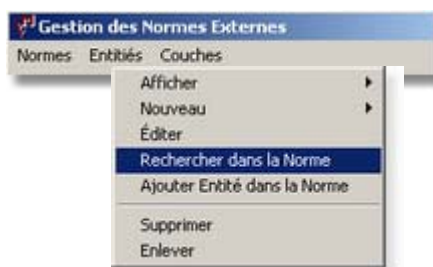 Gestion des Normes Externes
Normes Entitiés Couches
Afficher
Nouveau
Éditer
Rechercher dans la Norme
Ajouter Entité dans la Norme
Supprimer
Enlever